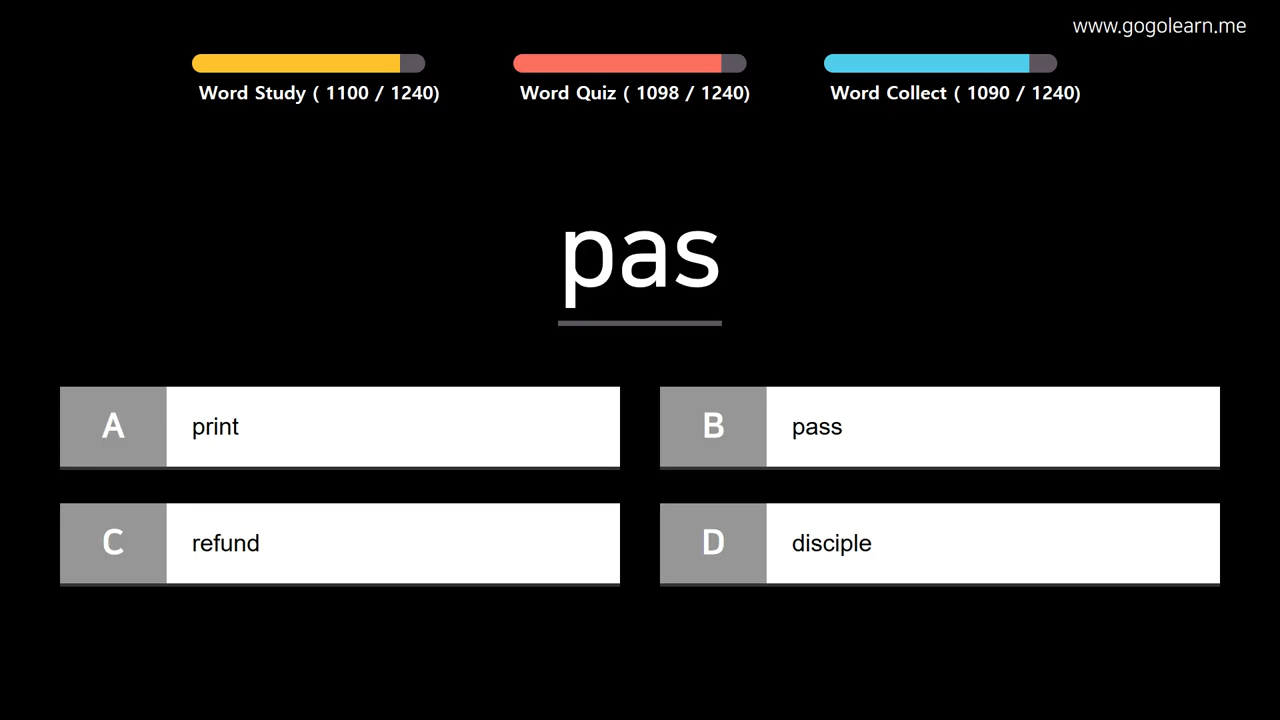 www.gogolearn.me
Word Study ( 1100 / 1240)
Word Quiz ( 1098 / 1240)
Word Collect ( 1090 / 1240)
pas
A print
B pass
C refund
D disciple